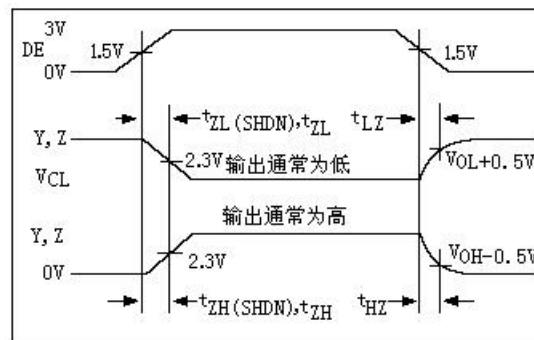 3V
DE
1.5V
1.5V
0V
tZL(SHDN),tZL
tLZ
Y,Z
2.3V
输出通常为低
VOL+0.5V
VCL
输出通常为高
Y,Z
2.3V
VOH-0.5V
0V
tZH(SHDN),tZH
tHZ